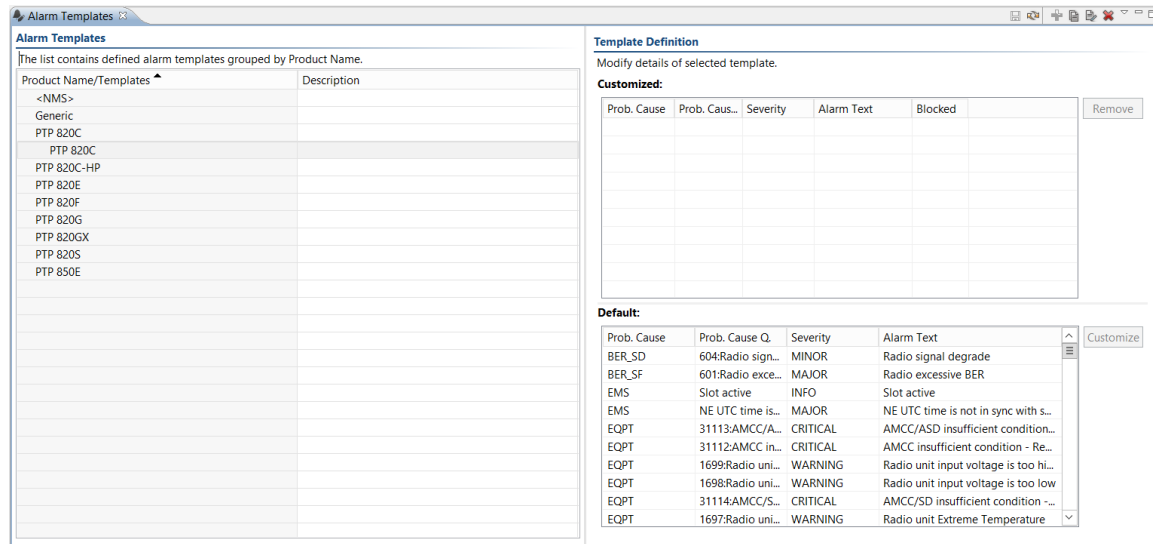 Alarm Templates
Alarm Templates
The list contains defined alarm templates grouped by Product Name.
Product Name/Templates Description
<NMS>
Generic
PTP 820C
PTP 820C
PTP 820C-HP
PTP 820E
PTP 820F
PTP 820G
PTP 820GX
PTP 820S
PTP 850E
Template Definition
Modify details of selected template.
Customized:
Prob. Cause Prob. Caus... Severity Alarm Text Blocked
Remove
Default:
Prob. Cause Prob. Cause Q. Severity Alarm Text
Customize
BER_SD 604:Radio sign... MINOR Radio signal degrade
BER_SF 601:Radio exce... MAJOR Radio excessive BER
EMS Slot active INFO Slot active
EMS NE UTC time is... MAJOR NE UTC time is not in sync with s...
EQPT 31113:AMCC/A... CRITICAL AMCC/ASD insufficient condition...
EQPT 31112:AMCC in... CRITICAL AMCC insufficient condition - Re...
EQPT 1699:Radio uni... WARNING Radio unit input voltage is too hi...
EQPT 1698:Radio uni... WARNING Radio unit input voltage is too low
EQPT 31114:AMCC/S... CRITICAL AMCC/SD insufficient condition -...
EQPT 1697:Radio uni... WARNING Radio unit Extreme Temperature